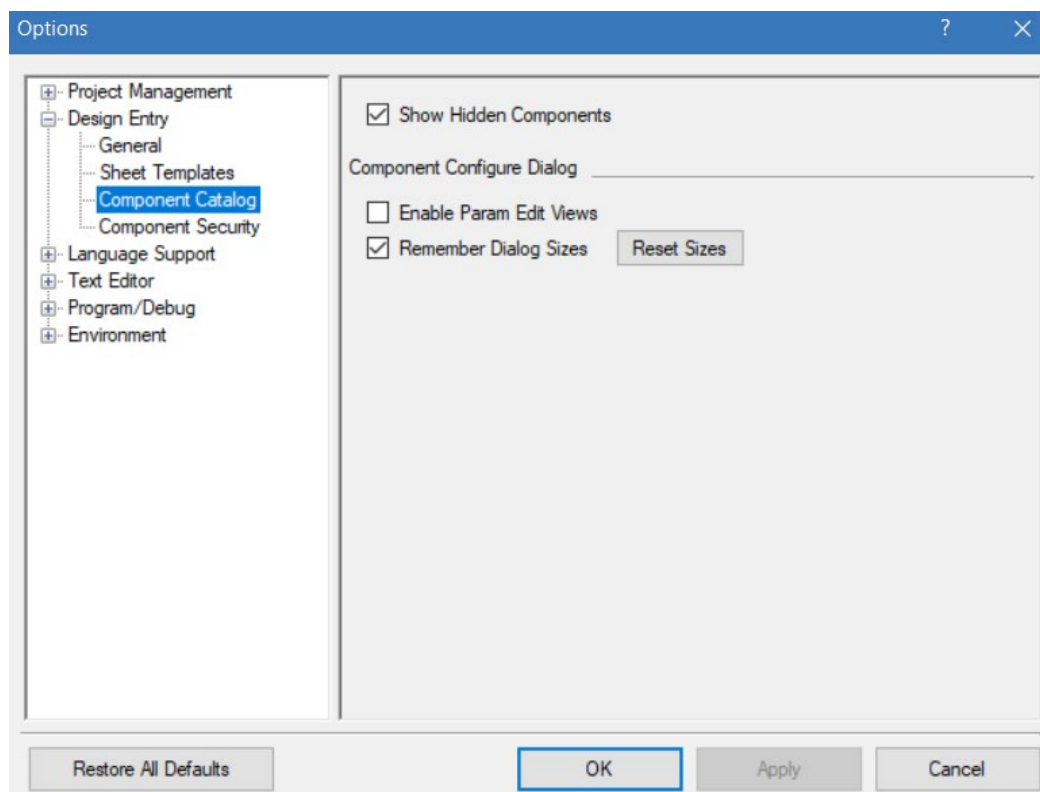 Options
?
Project Management
Design Entry
General
Sheet Templates
Component Catalog
Component Security
Language Support
Text Editor
Program/Debug
Environment
Show Hidden Components
Component Configure Dialog
Enable Param Edit Views
Remember Dialog Sizes Reset Sizes
Restore All Defaults OK Apply Cancel